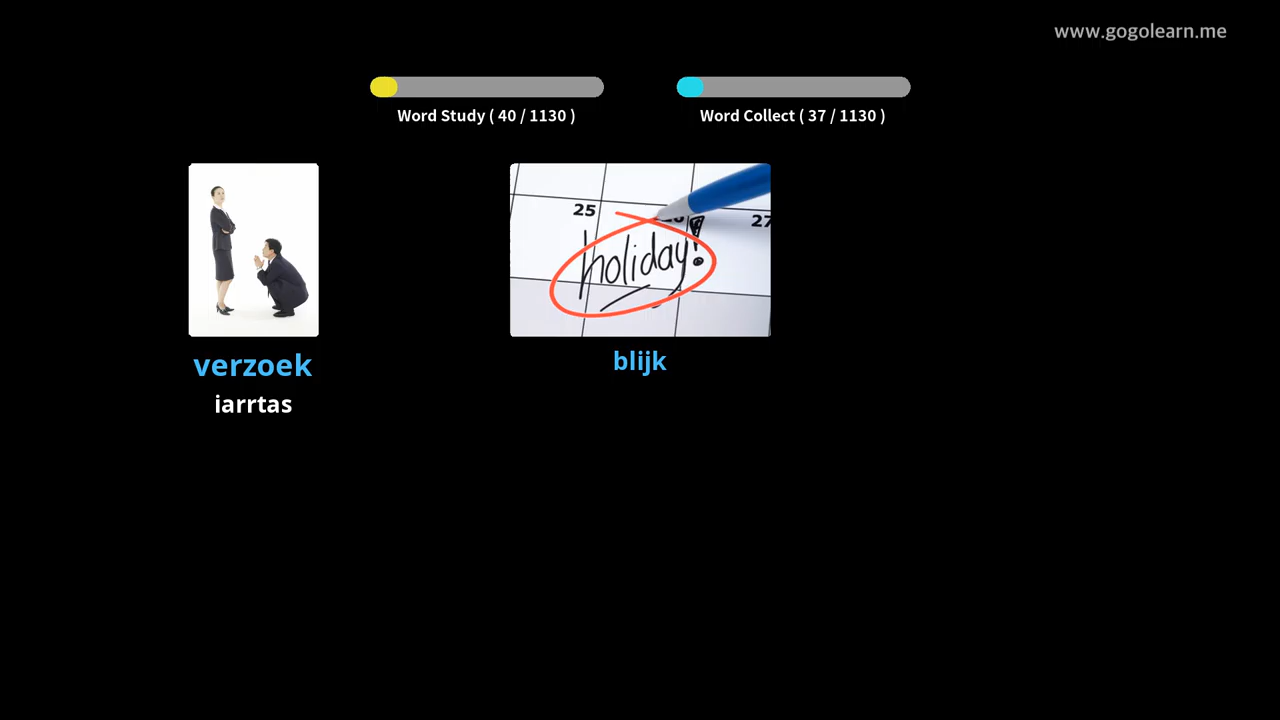 www.gogolearn.me
Word Study ( 40 / 1130 )
Word Collect ( 37 / 1130 )
25
27
holiday!
verzoek
blijk
iarrtas